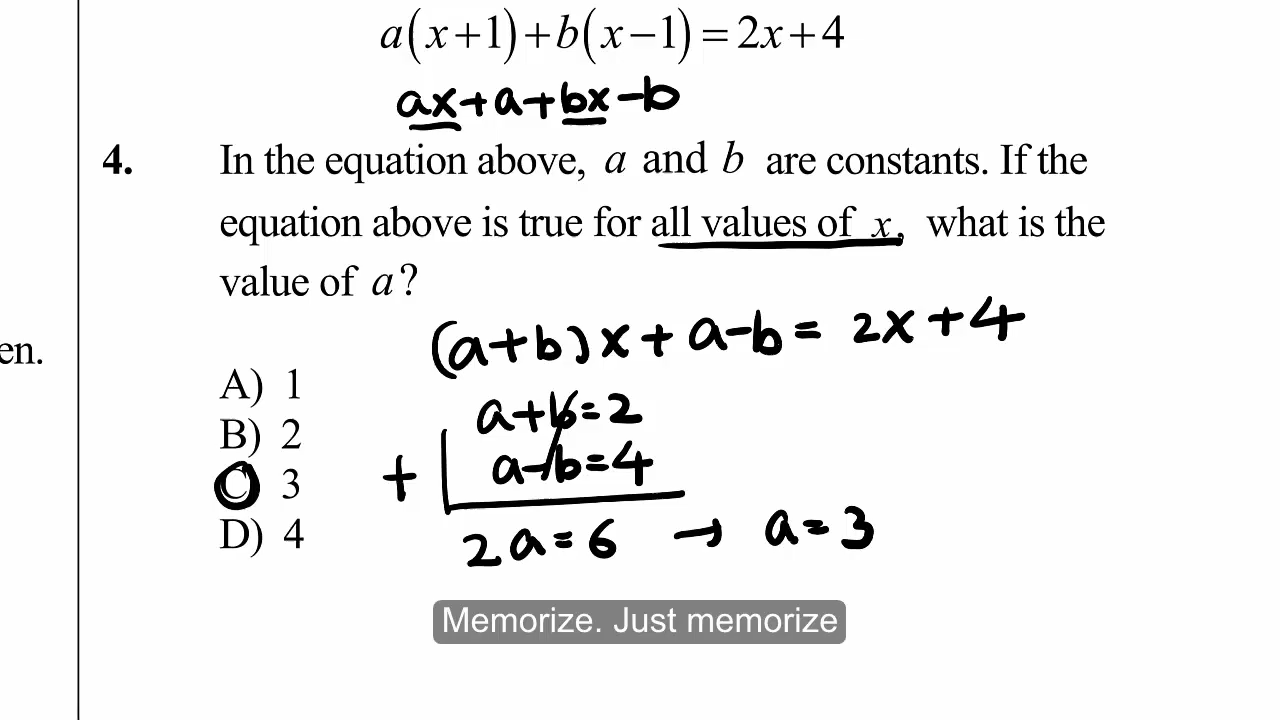 a(x+1)+b(x−1)=2x+4
ax+a+bx−b
4. In the equation above, a and b are constants. If the
equation above is true for all values of x, what is the
value of a?
(a+b)x+a−b=2x+4
en.
A) 1
a+b=2
B) 2
+ a−b=4
C) 3
2a=6 → a=3
D) 4
Memorize. Just memorize